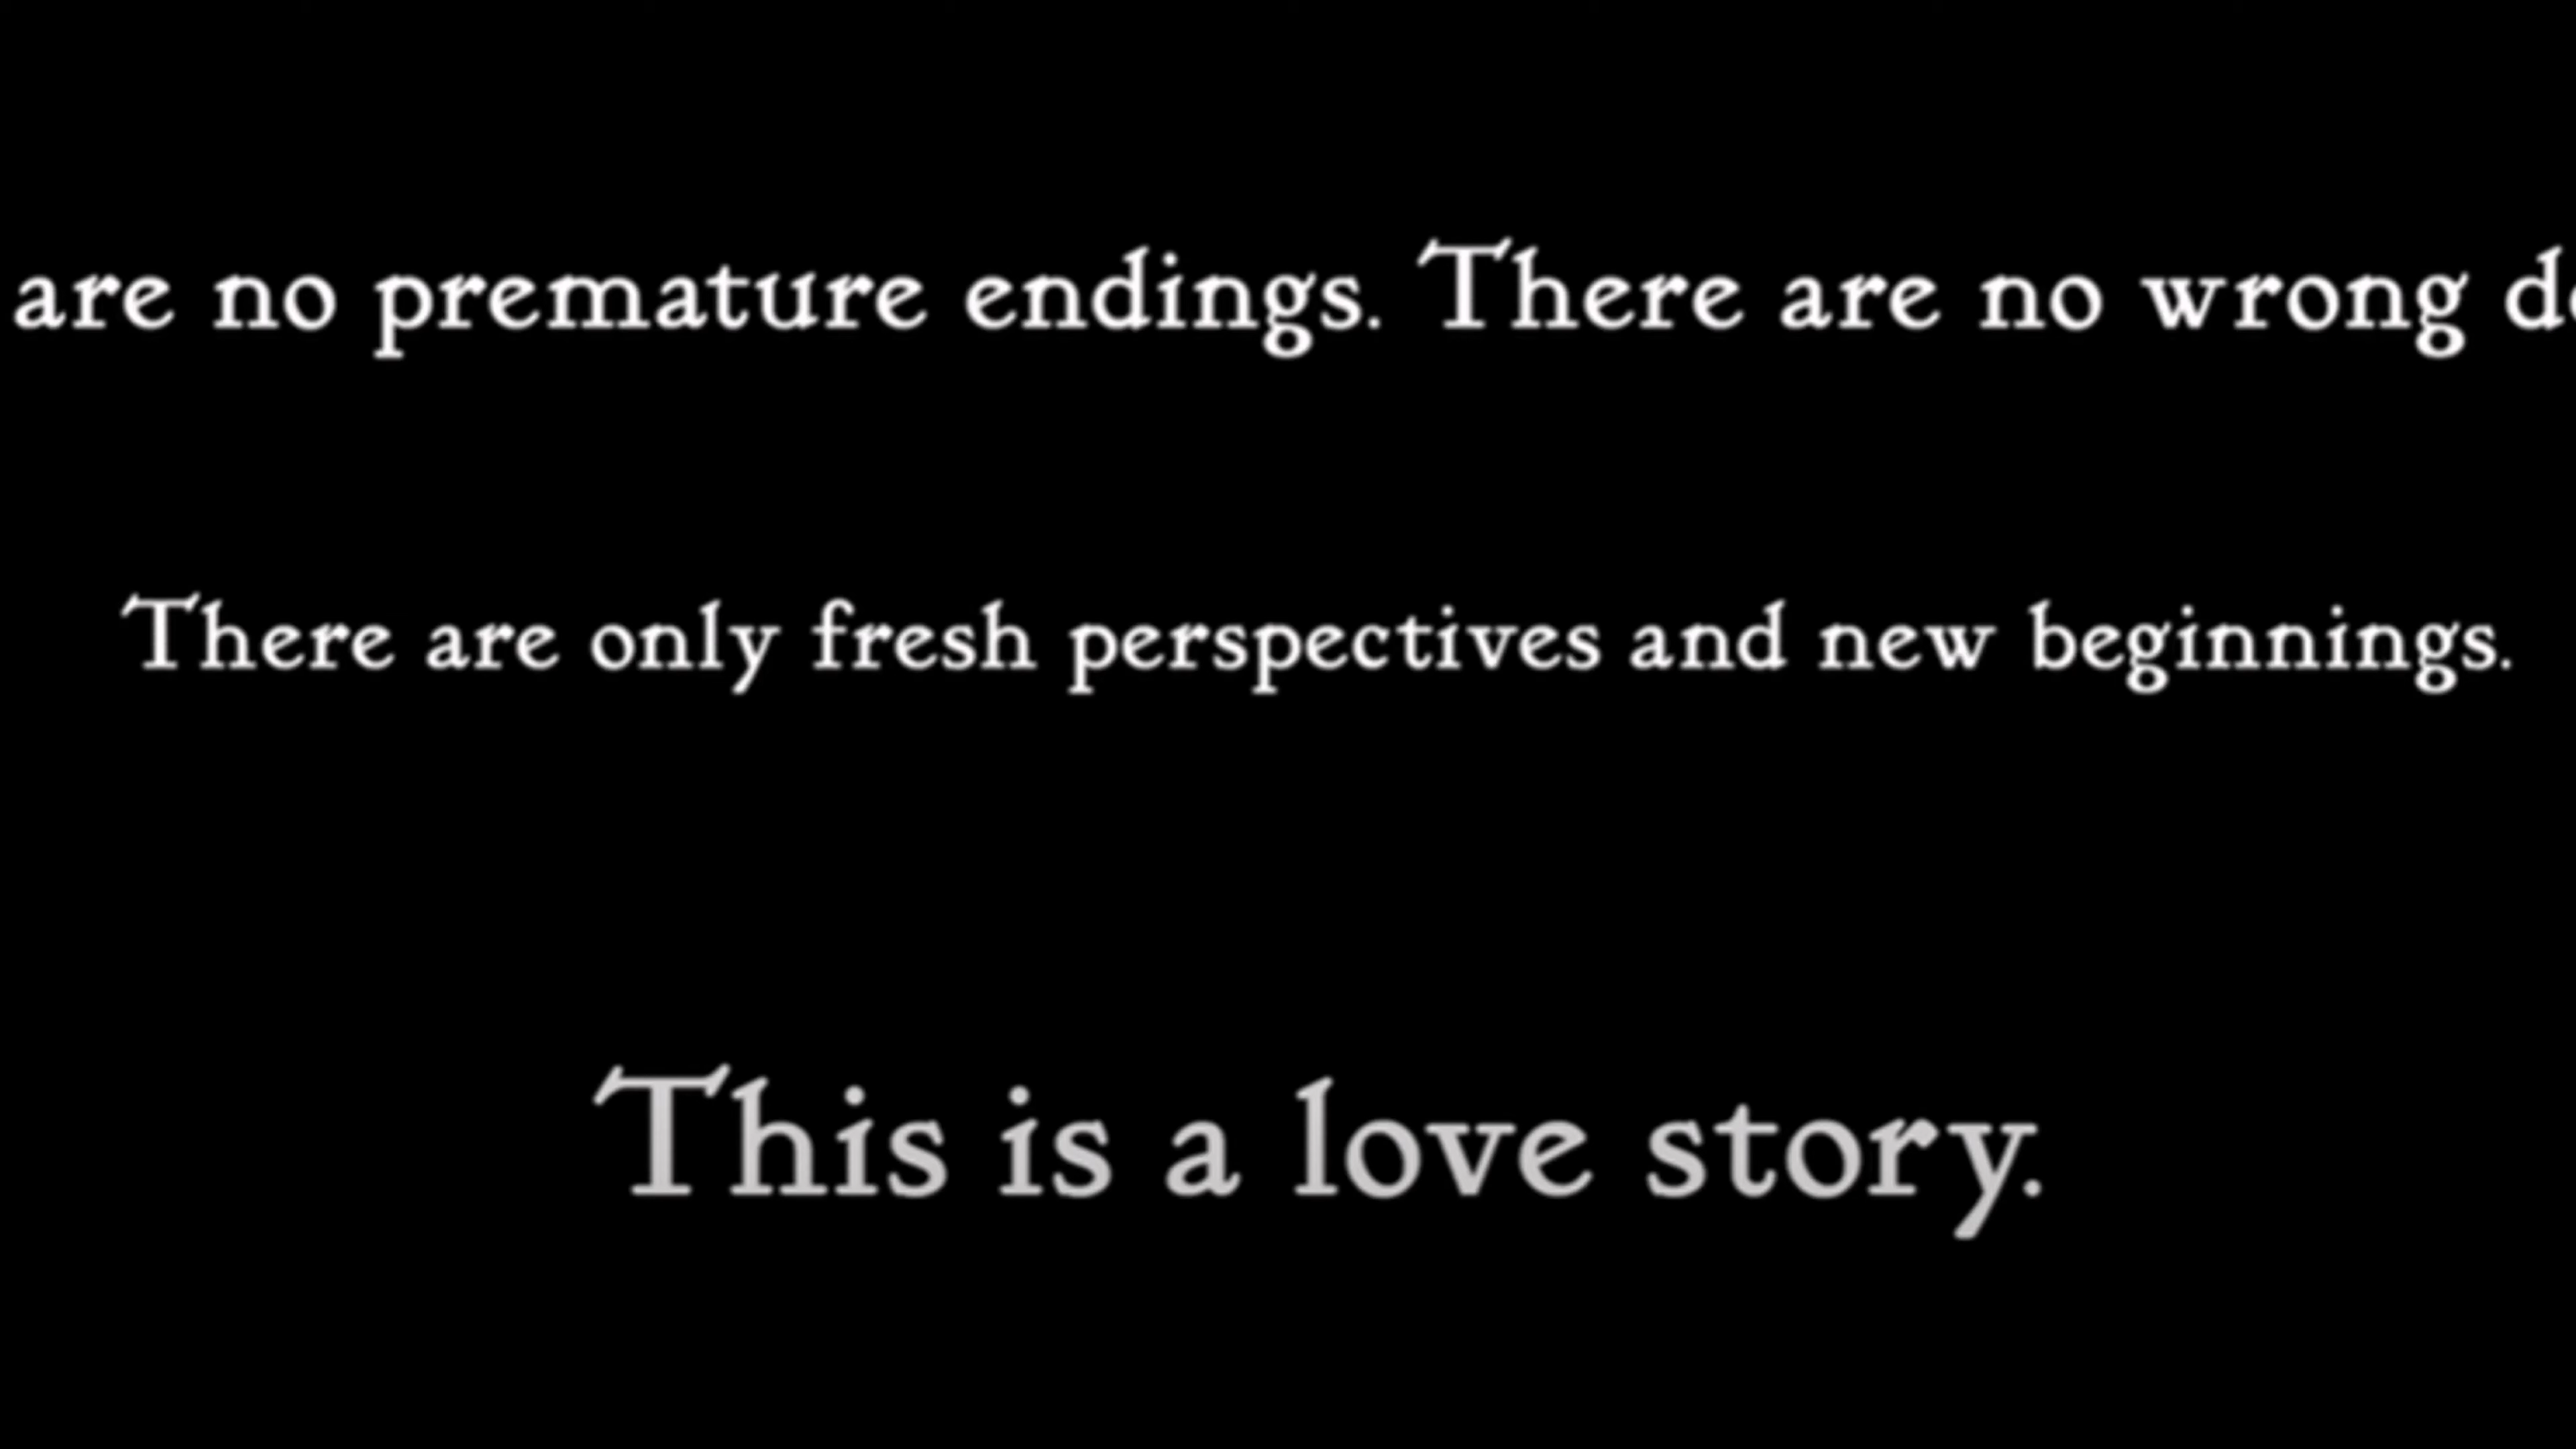 are no premature endings. There are no wrong
There are only fresh perspectives and new beginnings.
This is a love story.